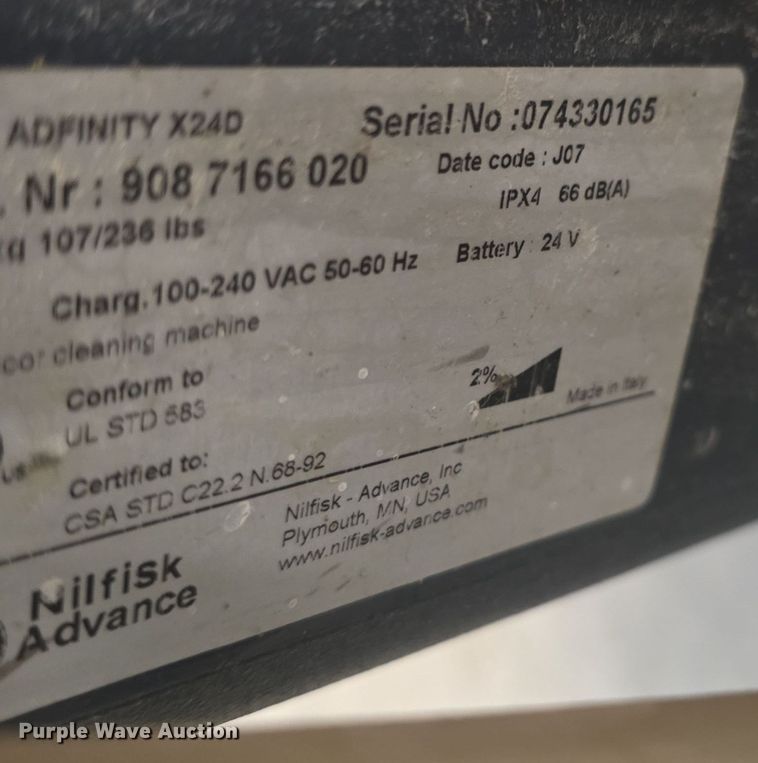 ADFINITY X24D
Serial No :074330165
Nr : 908 7166 020
Date code : J07
IPX4 66 dB(A)
107/236 lbs
Battery 24 V
Charg.100-240 VAC 50-60 Hz
cleaning machine
Conform to
UL STD 583
2%
Made in Italy
us
Certified to:
CSA STD C22.2 N.68-92
Nilfisk - Advance, Inc
Plymouth, MN, USA
www.nilfisk-advance.com
Nilfisk
Advance
Purple Wave Auction